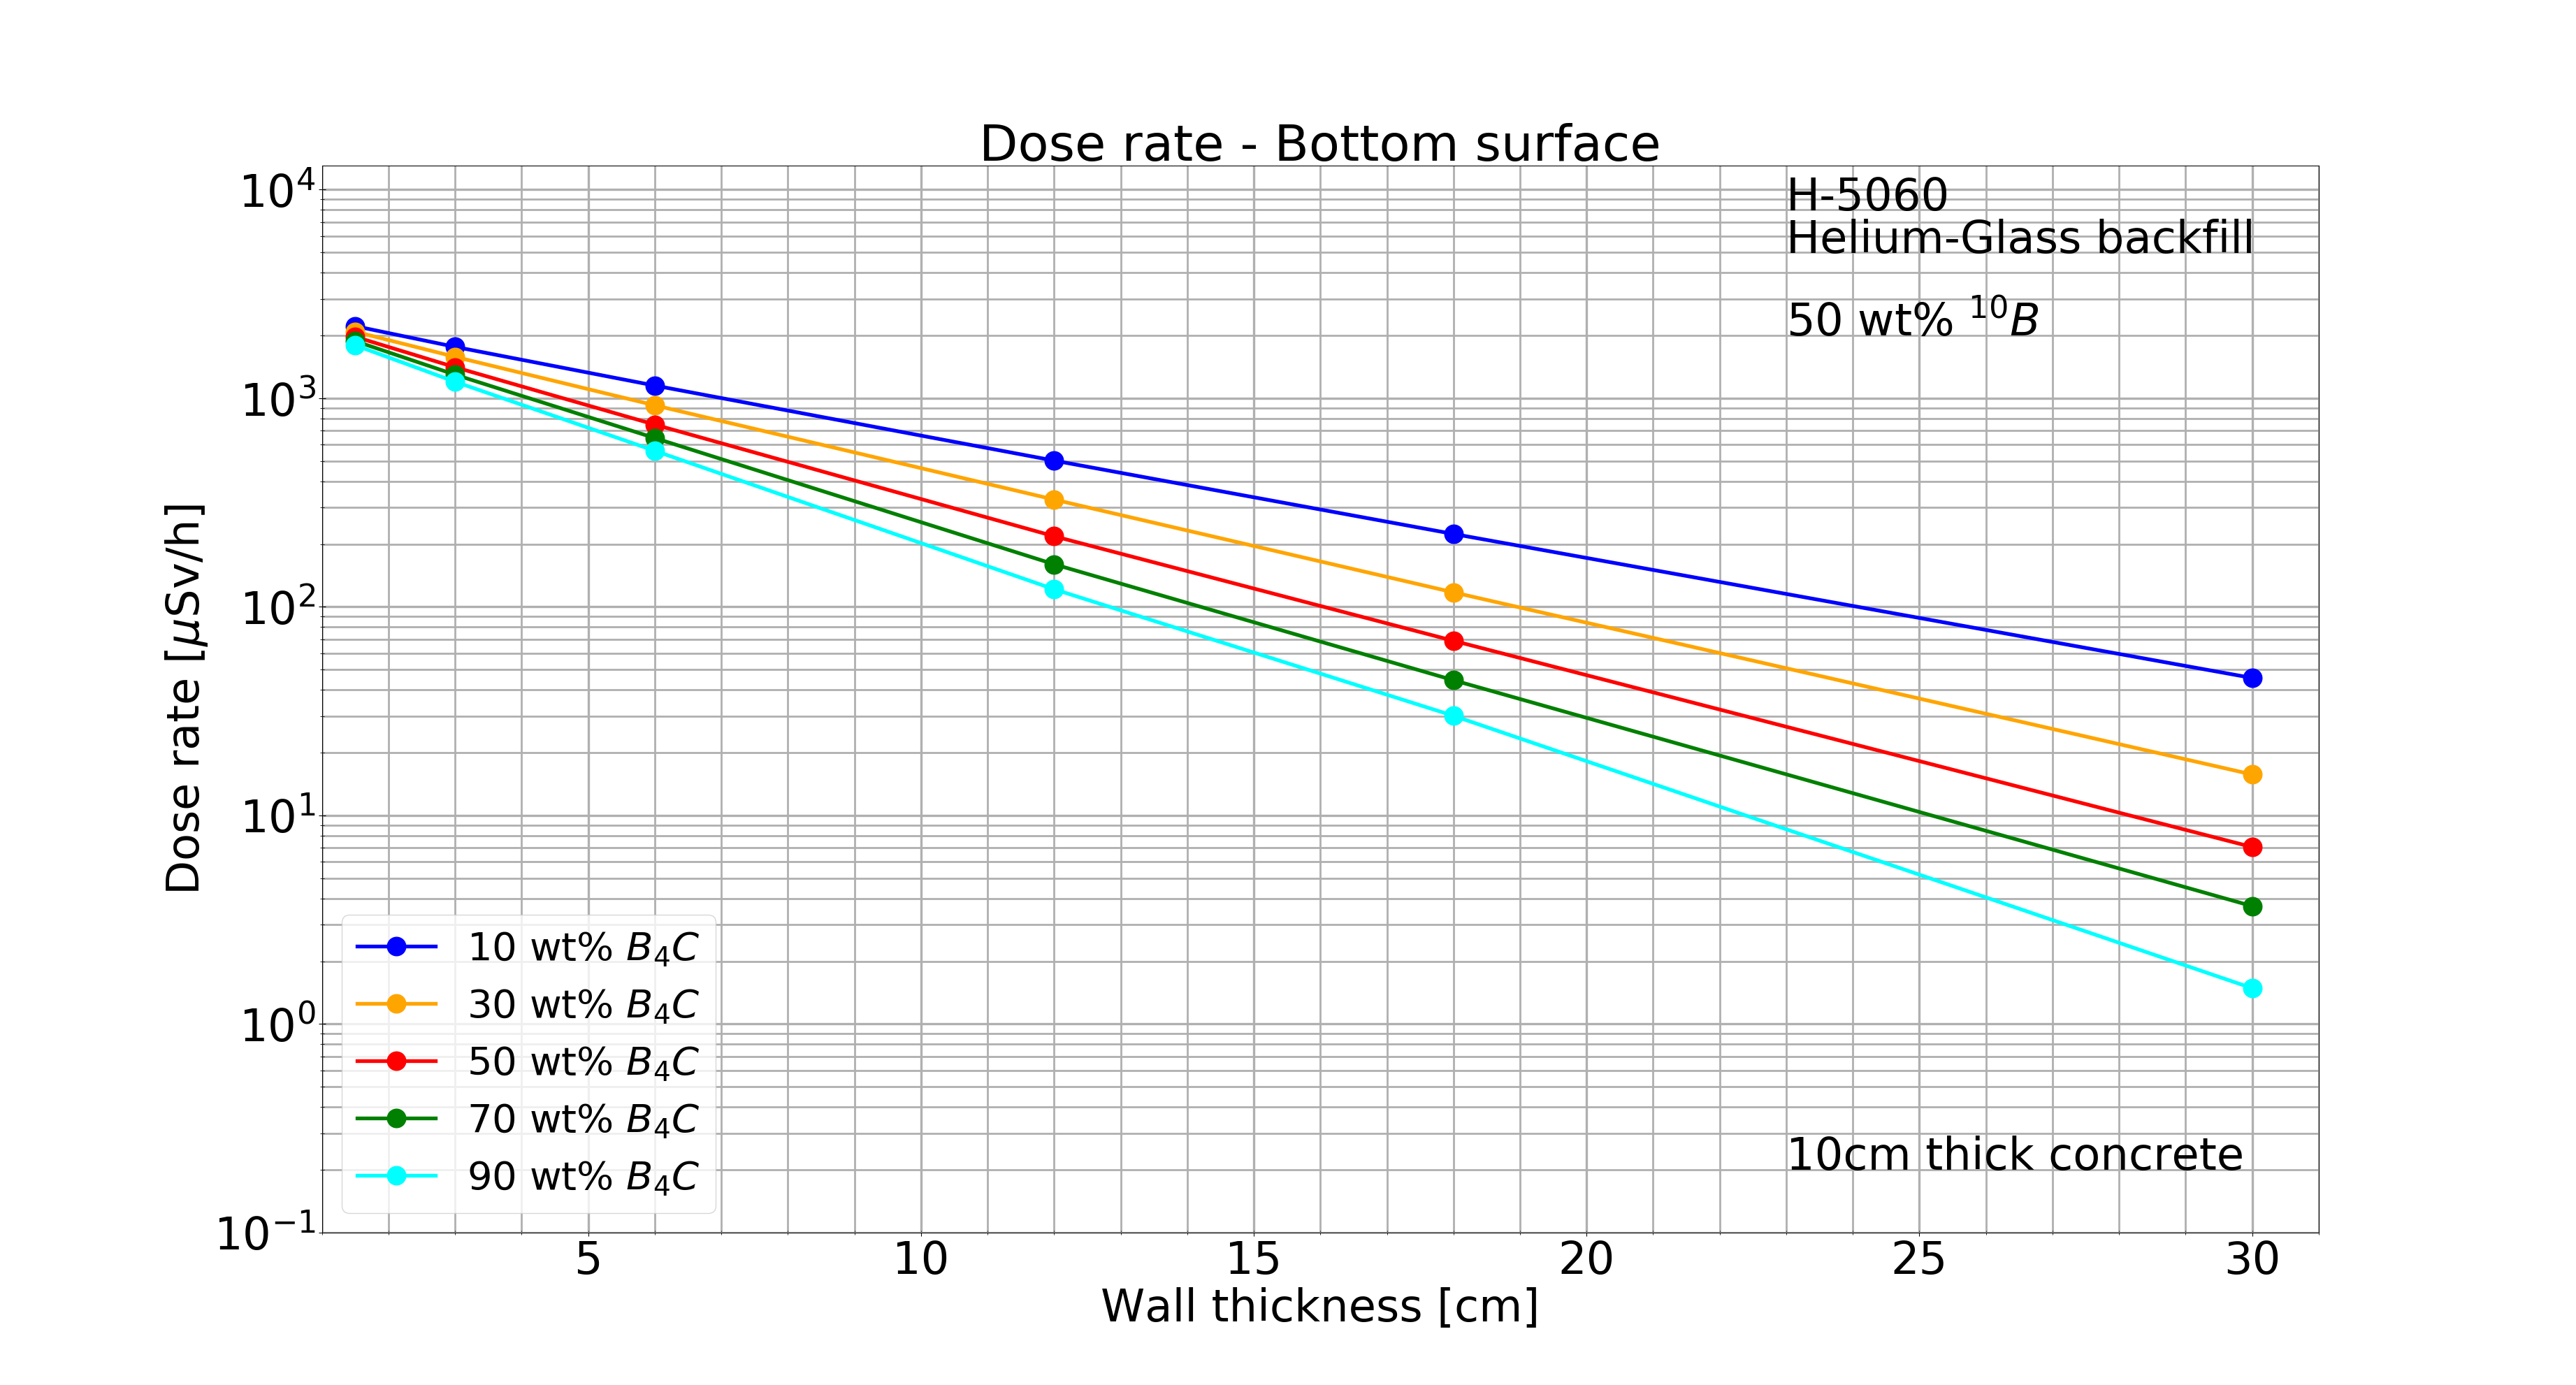 Dose rate - Bottom surface
10⁴
10³
10²
10¹
10⁰
10⁻¹
Dose rate [μSv/h]
H-5060
Helium-Glass backfill
50 wt% ¹⁰B
10 wt% B₄C
30 wt% B₄C
50 wt% B₄C
70 wt% B₄C
90 wt% B₄C
10cm thick concrete
5 10 15 20 25 30
Wall thickness [cm]